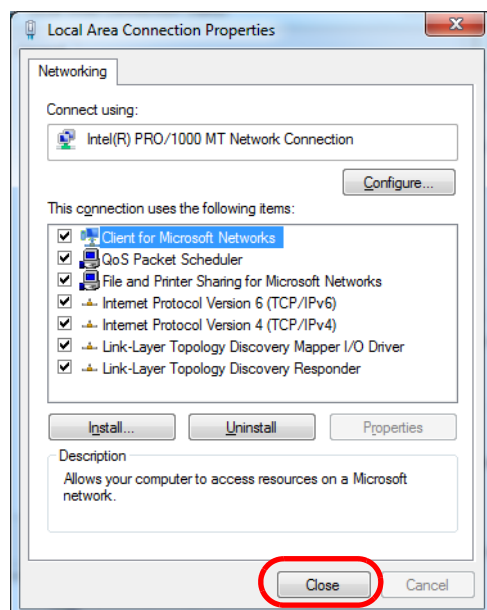 Local Area Connection Properties
Networking
Connect using:
Intel(R) PRO/1000 MT Network Connection
Configure...
This connection uses the following items:
Client for Microsoft Networks
QoS Packet Scheduler
File and Printer Sharing for Microsoft Networks
Internet Protocol Version 6 (TCP/IPv6)
Internet Protocol Version 4 (TCP/IPv4)
Link-Layer Topology Discovery Mapper I/O Driver
Link-Layer Topology Discovery Responder
Install... Uninstall Properties
Description
Allows your computer to access resources on a Microsoft
network.
Close Cancel